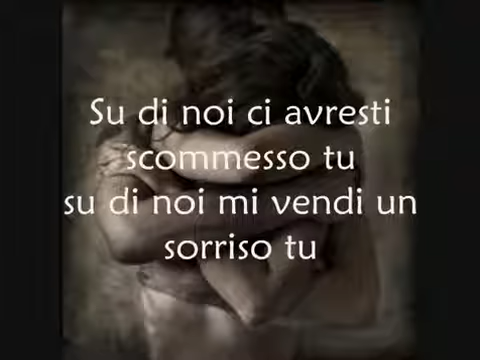 Su di noi ci avresti
scommesso tu
su di noi mi vendi un
sorriso tu